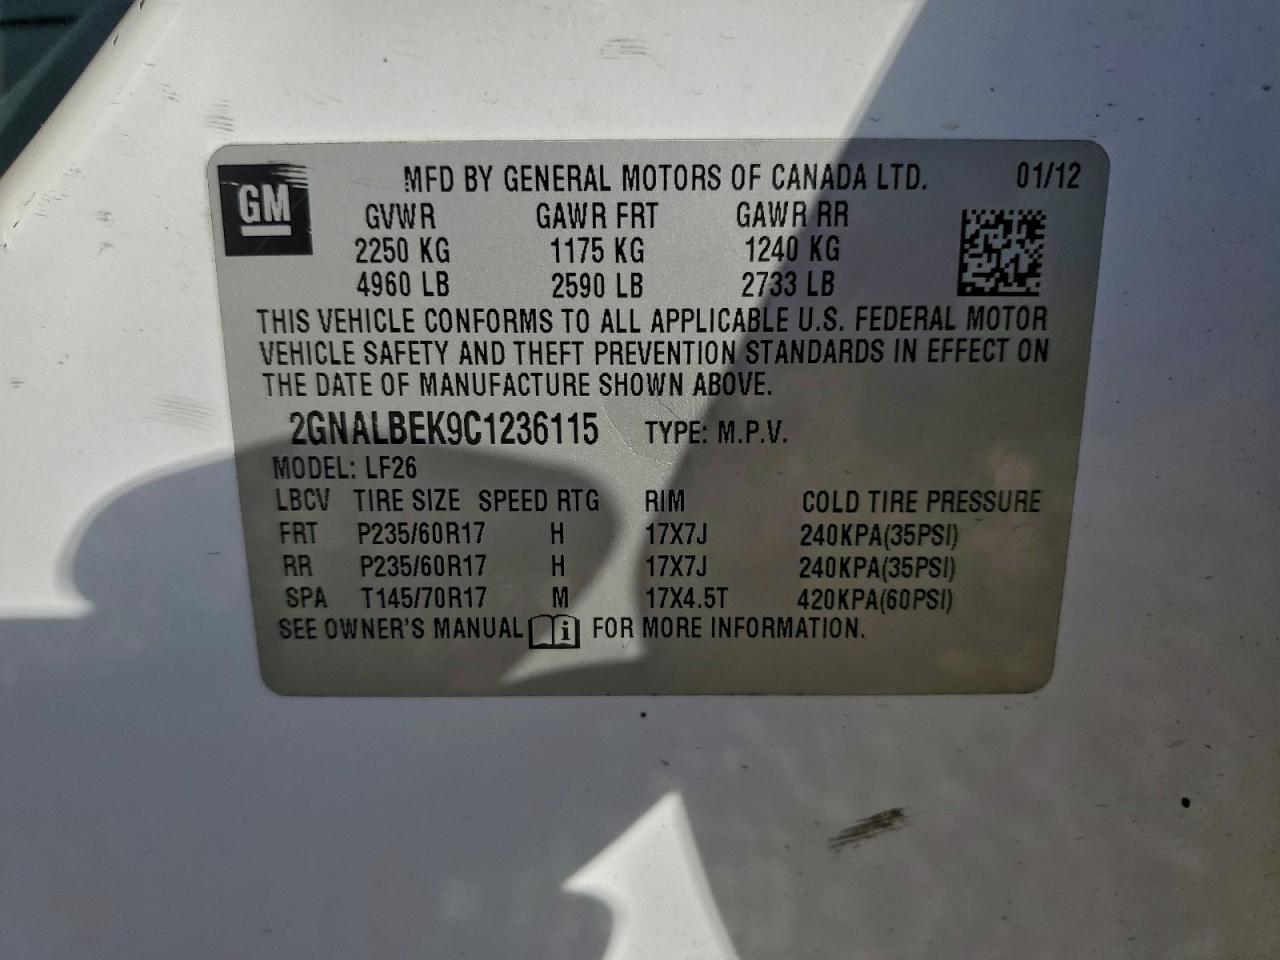 GM
MFD BY GENERAL MOTORS OF CANADA LTD. 01/12
GVWR GAWR FRT GAWR RR
2250 KG 1175 KG 1240 KG
4960 LB 2590 LB 2733 LB
THIS VEHICLE CONFORMS TO ALL APPLICABLE U.S. FEDERAL MOTOR
VEHICLE SAFETY AND THEFT PREVENTION STANDARDS IN EFFECT ON
THE DATE OF MANUFACTURE SHOWN ABOVE.
2GNALBEK9C1236115 TYPE: M.P.V.
MODEL: LF26
LBCV TIRE SIZE SPEED RTG RIM COLD TIRE PRESSURE
FRT P235/60R17 H 17X7J 240KPA(35PSI)
RR P235/60R17 H 17X7J 240KPA(35PSI)
SPA T145/70R17 M 17X4.5T 420KPA(60PSI)
SEE OWNER'S MANUAL i FOR MORE INFORMATION.